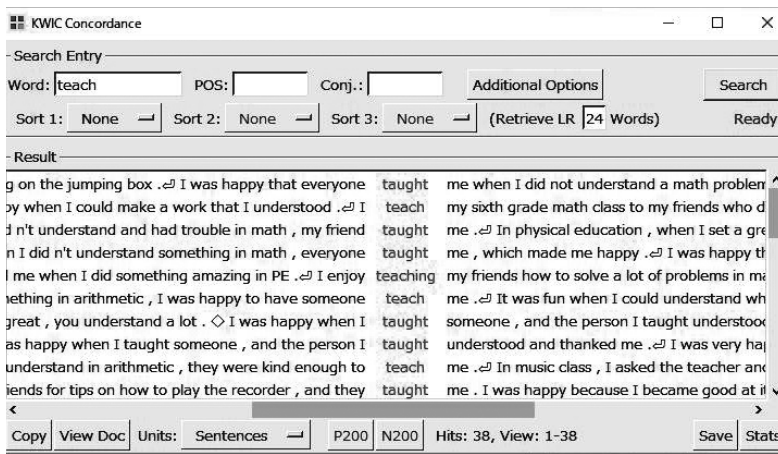 KWIC Concordance
Search Entry
Word: teach POS: Conj.: Additional Options Search
Sort 1: None Sort 2: None Sort 3: None (Retrieve LR 24 Words) Ready
Result
g on the jumping box .⏎ I was happy that everyone taught me when I did not understand a math problem
py when I could make a work that I understood .⏎ I teach my sixth grade math class to my friends who d
d n't understand and had trouble in math , my friend taught me .⏎ In physical education , when I set a gre
n I did n't understand something in math , everyone taught me , which made me happy .⏎ I was happy th
l me when I did something amazing in PE .⏎ I enjoy teaching my friends how to solve a lot of problems in ma
nething in arithmetic , I was happy to have someone teach me .⏎ It was fun when I could understand wh
great , you understand a lot . ◇ I was happy when I taught someone , and the person I taught understood
as happy when I taught someone , and the person I taught understood and thanked me .⏎ I was very hap
understand in arithmetic , they were kind enough to teach me .⏎ In music class , I asked the teacher and
iends for tips on how to play the recorder , and they taught me . I was happy because I became good at it
Copy View Doc Units: Sentences P200 N200 Hits: 38, View: 1-38 Save Stats